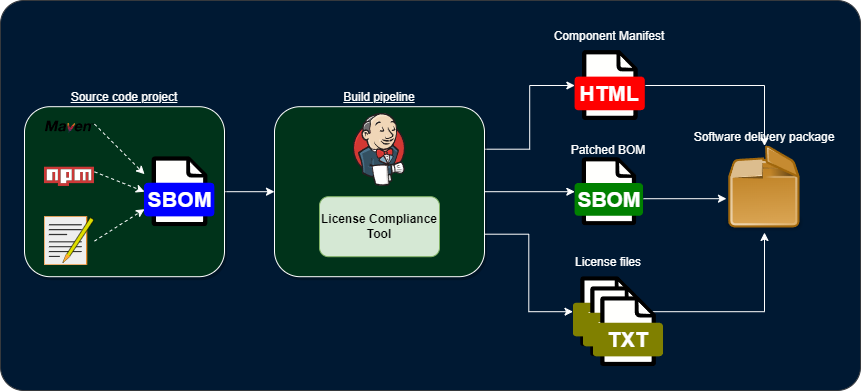 Component Manifest
HTML
Source code project
Maven
npm
SBOM
Build pipeline
License Compliance
Tool
Patched BOM
SBOM
Software delivery package
License files
TXT